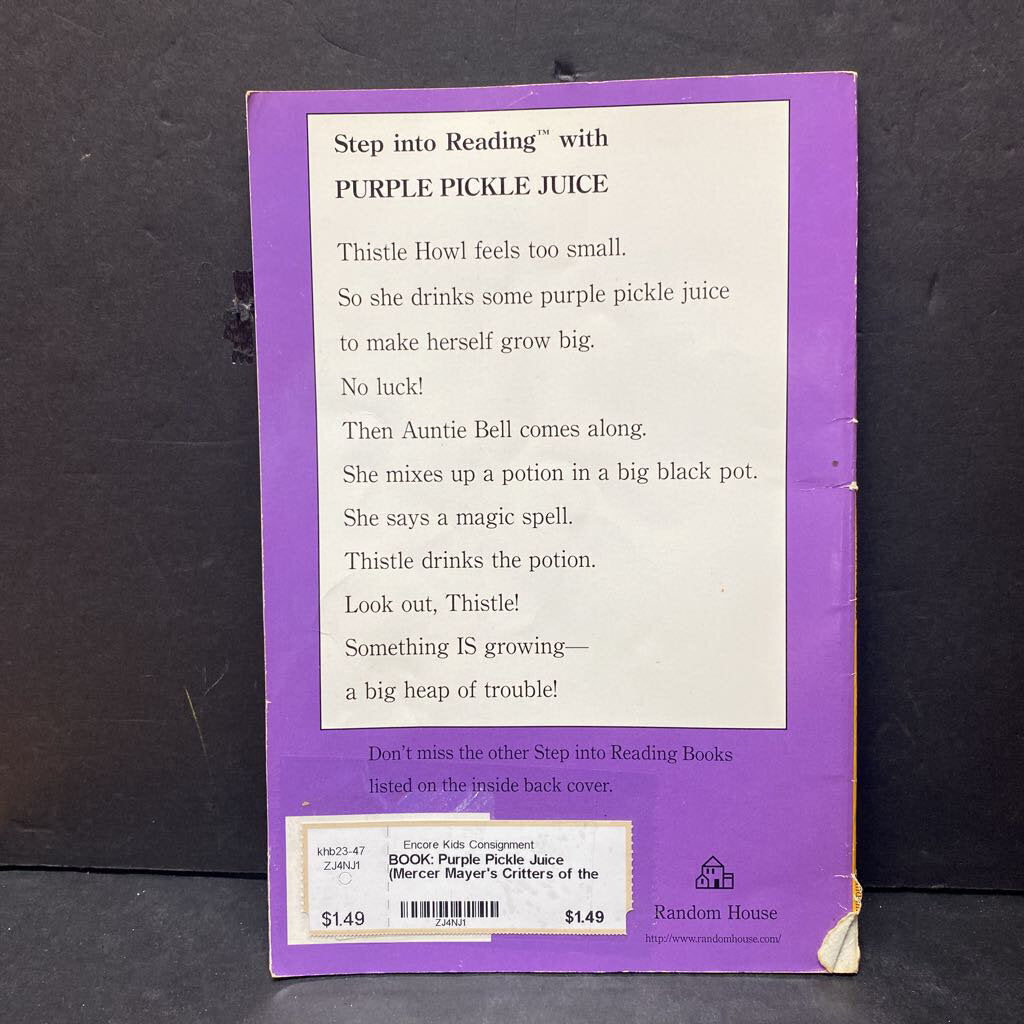 Step into Reading™ with
PURPLE PICKLE JUICE
Thistle Howl feels too small.
So she drinks some purple pickle juice
to make herself grow big.
No luck!
Then Auntie Bell comes along.
She mixes up a potion in a big black pot.
She says a magic spell.
Thistle drinks the potion.
Look out, Thistle!
Something IS growing—
a big heap of trouble!
Don't miss the other Step into Reading Books
listed on the inside back cover.
khb23-47
ZJ4NJ1
$1.49
Encore Kids Consignment
BOOK: Purple Pickle Juice
(Mercer Mayer's Critters of the
ZJ4NJ1
$1.49
Random House
http://www.randomhouse.com/